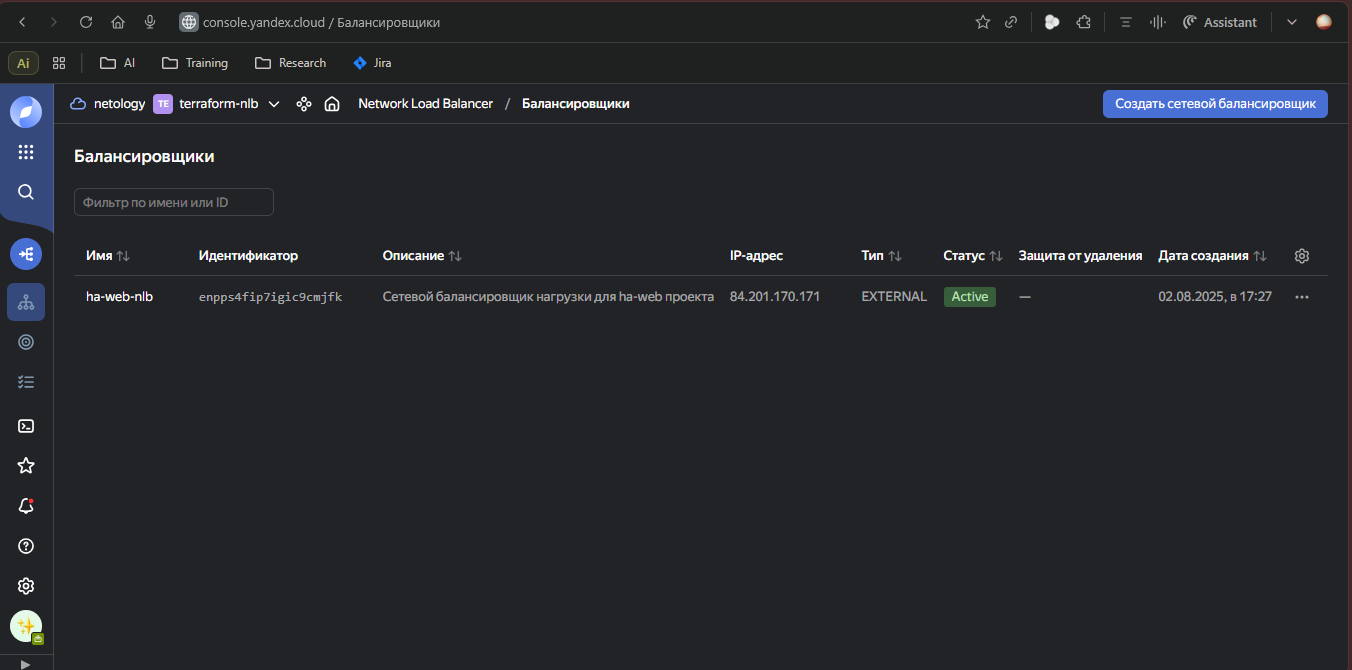 console.yandex.cloud / Балансировщики
Assistant
Ai
AI
Training
Research
Jira
netology
TE
terraform-nlb
Network Load Balancer / Балансировщики
Создать сетевой балансировщик
Балансировщики
Фильтр по имени или ID
Имя Идентификатор Описание IP-адрес Тип Статус Защита от удаления Дата создания
ha-web-nlb enpps4fip7igic9cmjfk Сетевой балансировщик нагрузки для ha-web проекта 84.201.170.171 EXTERNAL Active — 02.08.2025, в 17:27